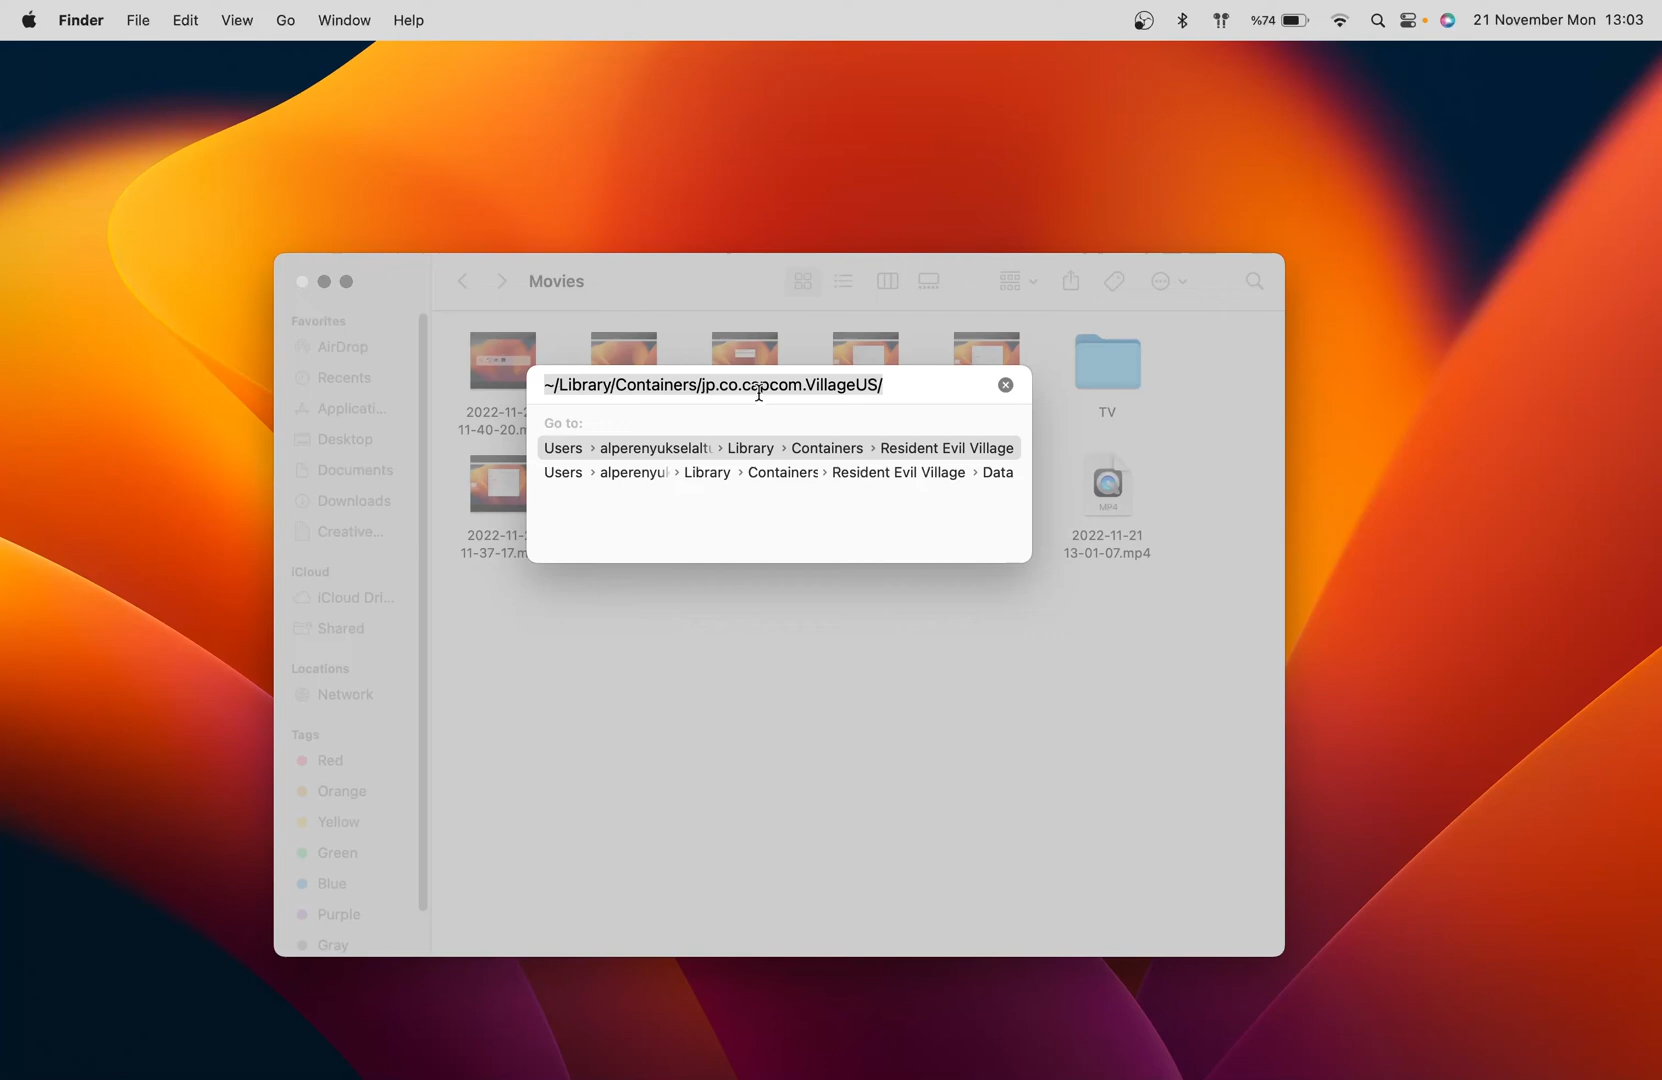 Finder File Edit View Go Window Help %74 21 November Mon 13:03
Movies
Favorites
AirDrop
Recents
Applicati...
Desktop
Documents
Downloads
Creative...
iCloud
iCloud Dri...
Shared
Locations
Network
Tags
Red
Orange
Yellow
Green
Blue
Purple
Gray
~/Library/Containers/jp.co.capcom.VillageUS/
Go to:
Users › alperenyukselalt › Library › Containers › Resident Evil Village
Users › alperenyuk › Library › Containers › Resident Evil Village › Data
2022-11-2
11-40-20.m
TV
2022-11-2
11-37-17.m
MP4
2022-11-21
13-01-07.mp4